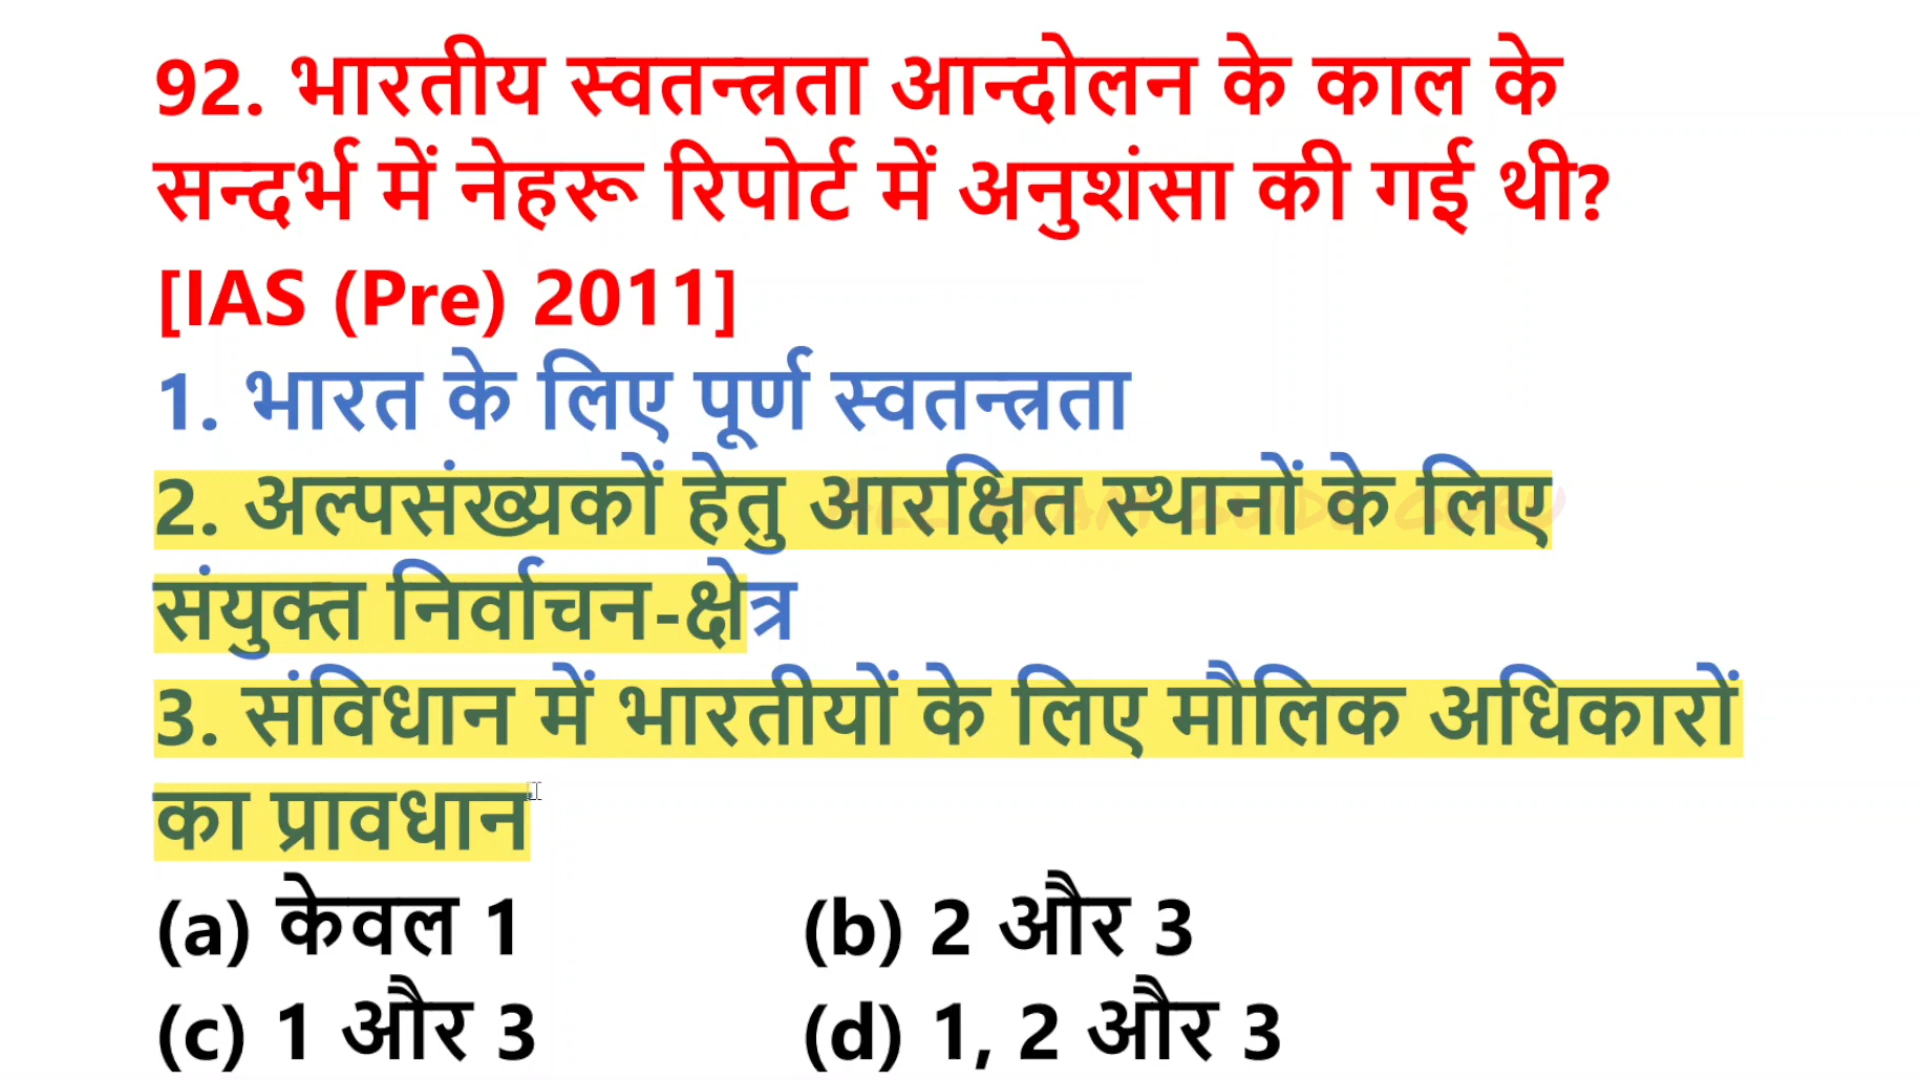 92. भारतीय स्वतन्त्रता आन्दोलन के काल के
सन्दर्भ में नेहरू रिपोर्ट में अनुशंसा की गई थी?
[IAS (Pre) 2011]
1. भारत के लिए पूर्ण स्वतन्त्रता
2. अल्पसंख्यकों हेतु आरक्षित स्थानों के लिए
संयुक्त निर्वाचन-क्षेत्र
3. संविधान में भारतीयों के लिए मौलिक अधिकारों
का प्रावधान
(a) केवल 1 (b) 2 और 3
(c) 1 और 3 (d) 1, 2 और 3